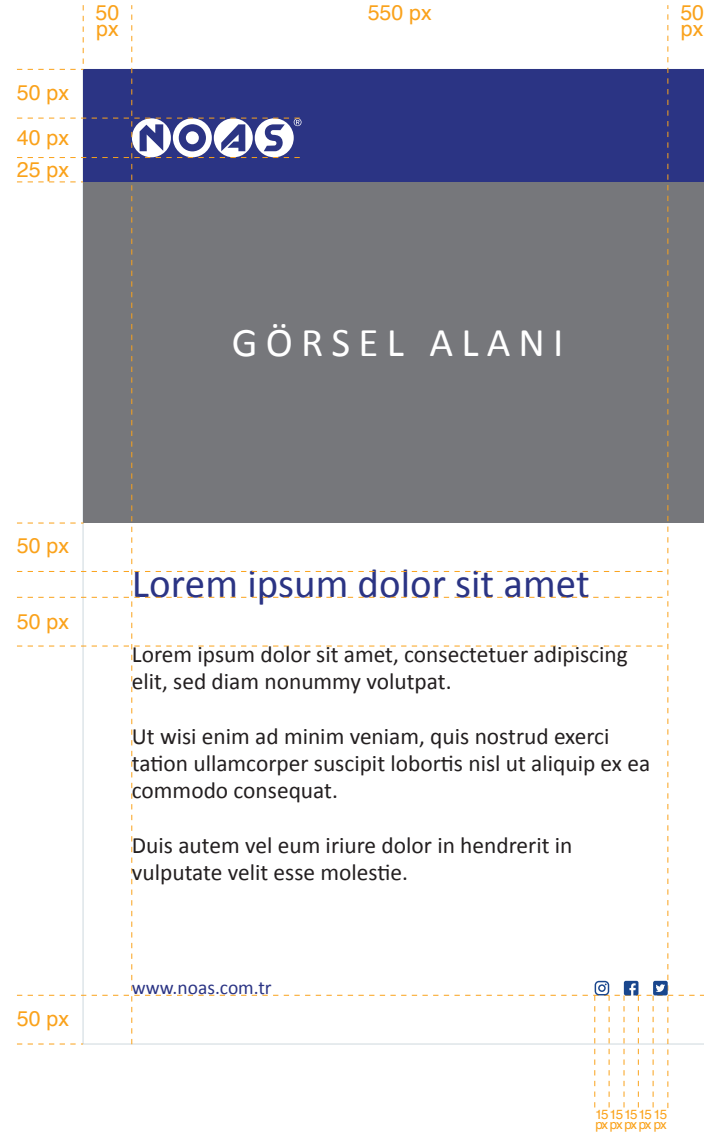 50
px
550 px
50
px
50 px
40 px
NOAS®
25 px
GÖRSEL ALANI
50 px
Lorem ipsum dolor sit amet
50 px
Lorem ipsum dolor sit amet, consectetuer adipiscing
elit, sed diam nonummy volutpat.
Ut wisi enim ad minim veniam, quis nostrud exerci
tation ullamcorper suscipit lobortis nisl ut aliquip ex ea
commodo consequat.
Duis autem vel eum iriure dolor in hendrerit in
vulputate velit esse molestie.
www.noas.com.tr
50 px
15 15 15 15 15
px px px px px